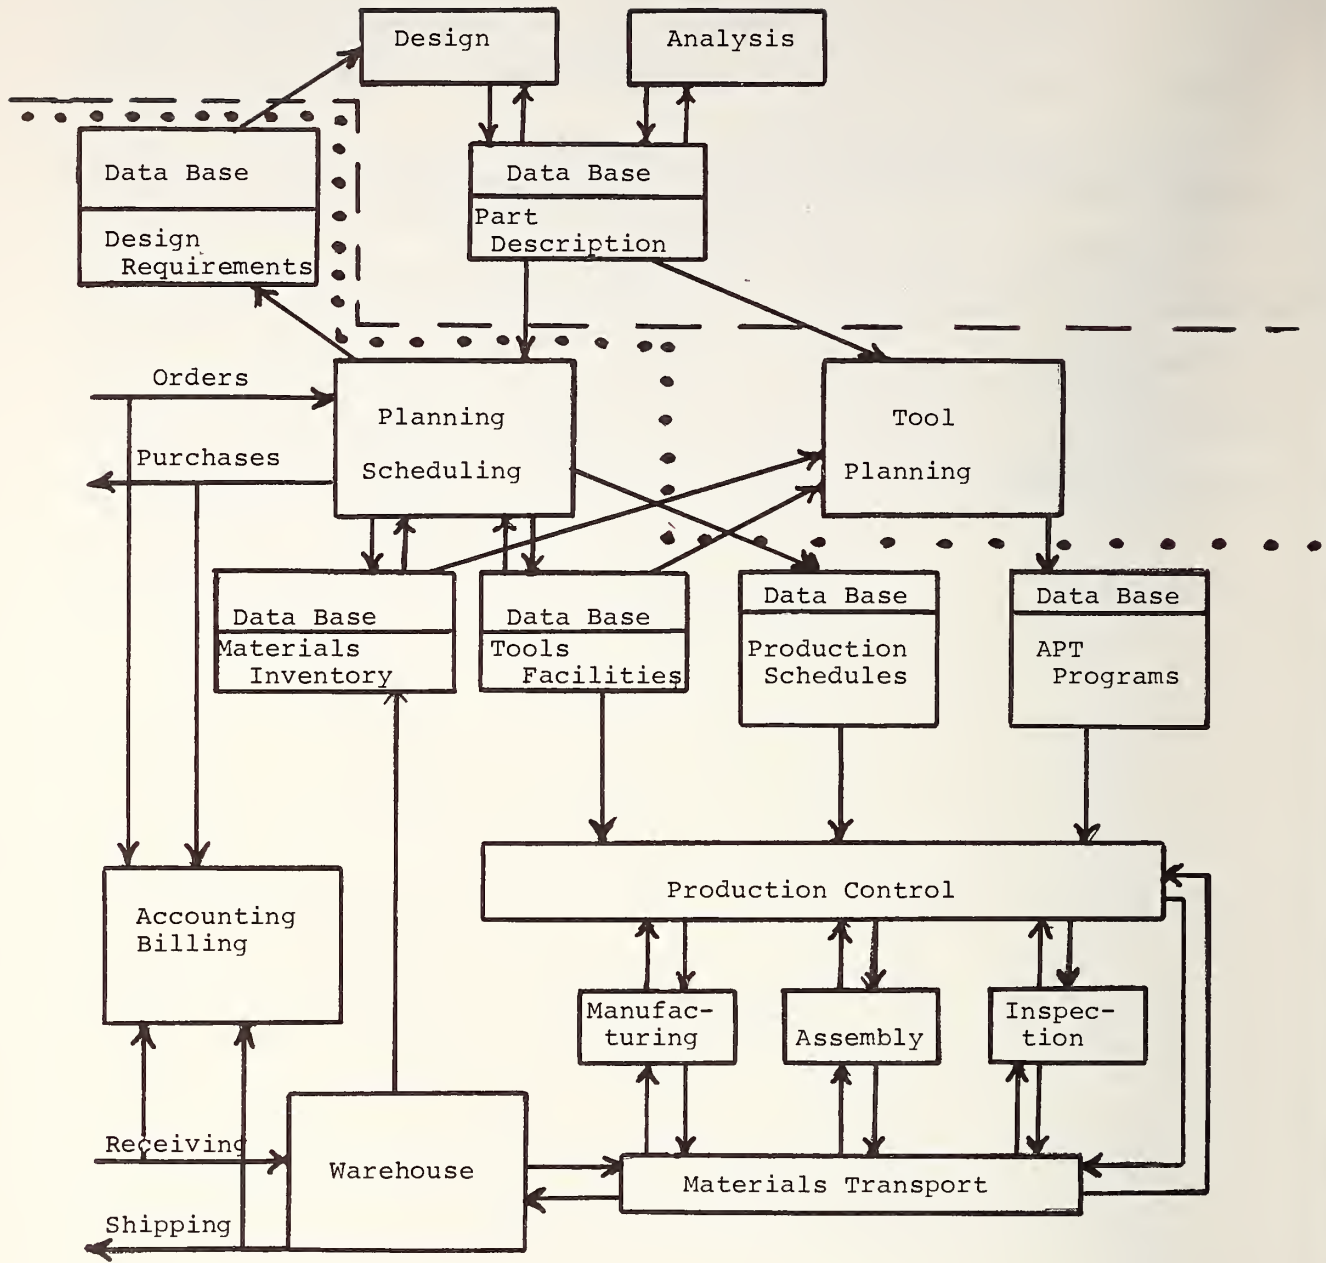 Design
Analysis
Data Base
Design
Requirements
Data Base
Part
Description
Orders
Purchases
Planning
Scheduling
Tool
Planning
Data Base
Materials
Inventory
Data Base
Tools
Facilities
Data Base
Production
Schedules
Data Base
APT
Programs
Accounting
Billing
Production Control
Manufac-
turing
Assembly
Inspec-
tion
Receiving
Shipping
Warehouse
Materials Transport